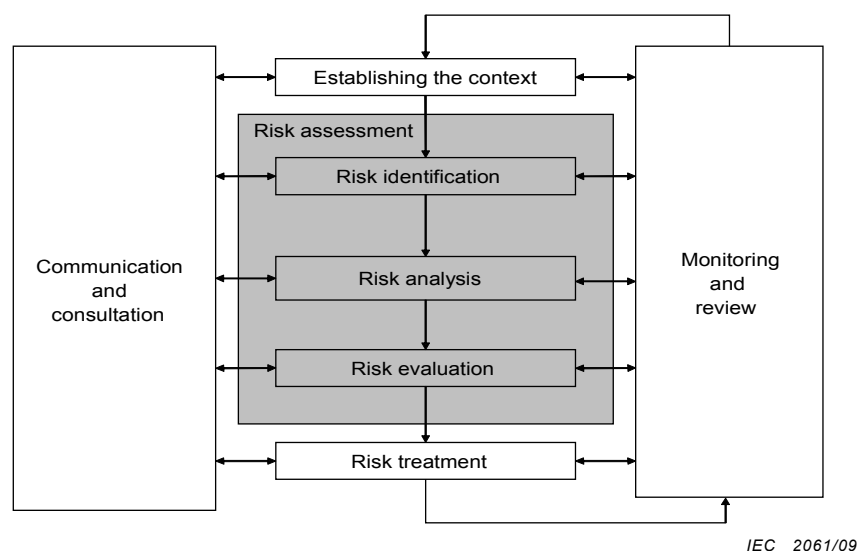 Establishing the context
Risk assessment
Risk identification
Communication
and
consultation
Risk analysis
Monitoring
and
review
Risk evaluation
Risk treatment
IEC 2061/09